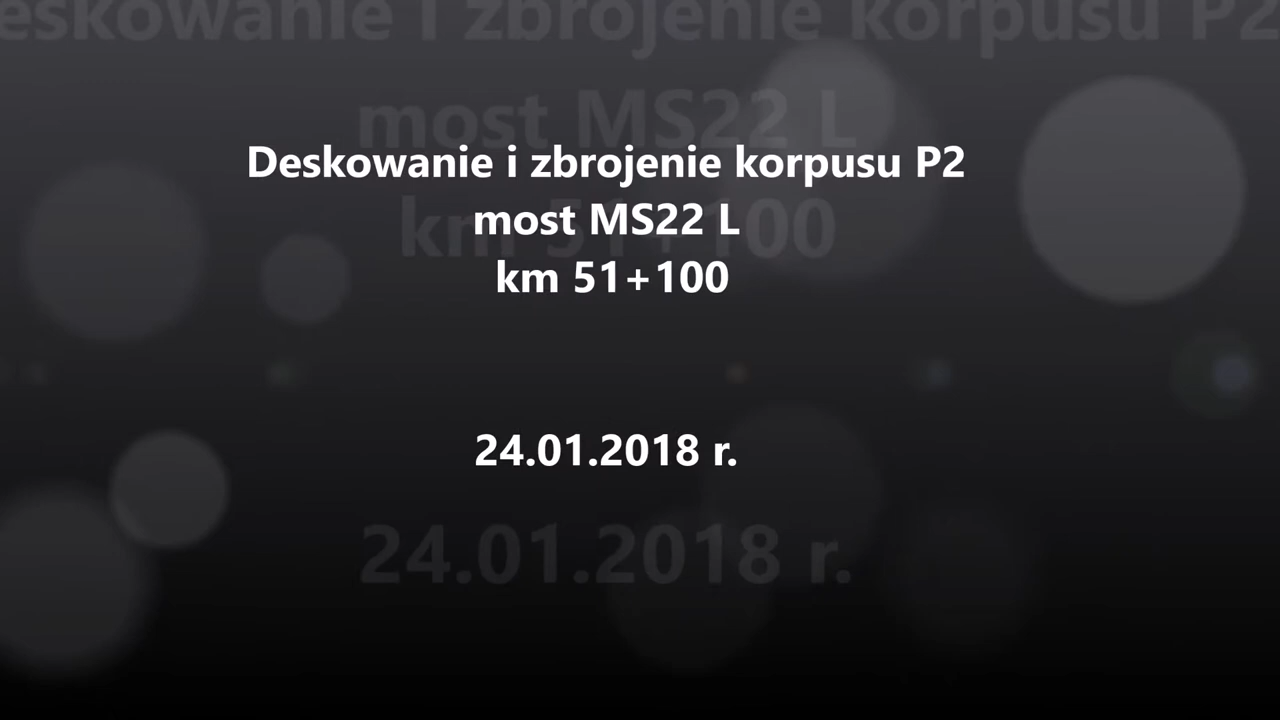 Deskowanie i zbrojenie korpusu P2
most MS22 L
km 51+100
24.01.2018 r.